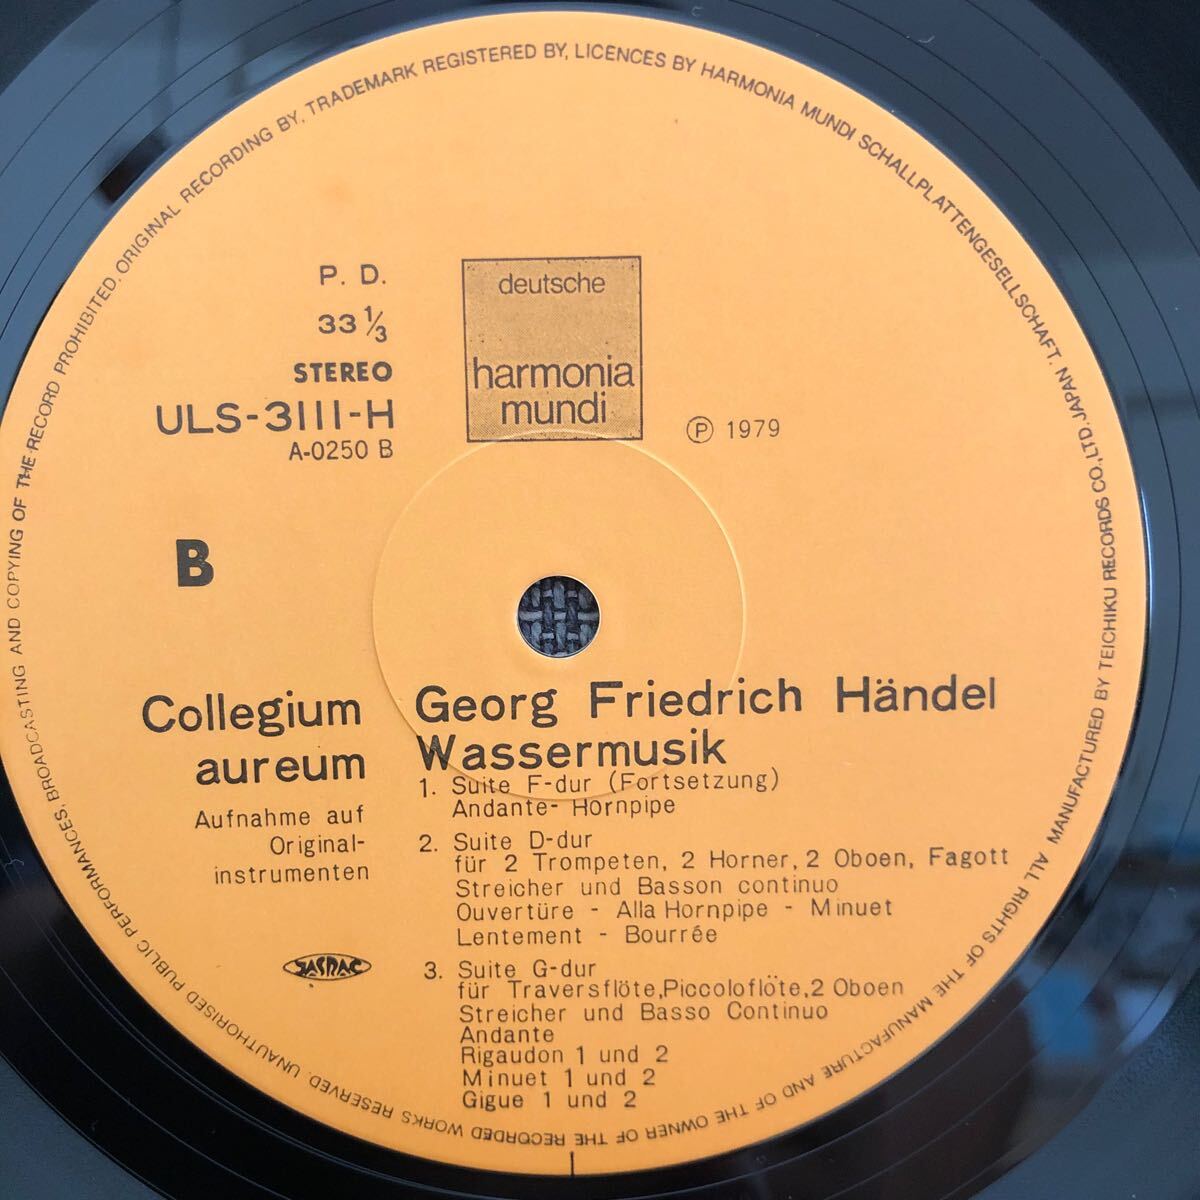 ALL RIGHTS OF THE MANUFACTURE AND OF THE OWNER OF THE RECORDED WORKS RESERVED. UNAUTHORISED PUBLIC PERFORMANCES, BROADCASTING AND COPYING OF THE RECORD PROHIBITED. ORIGINAL RECORDING BY, TRADEMARK REGISTERED BY, LICENCES BY HARMONIA MUNDI SCHALLPLATTENGESELLSCHAFT. MANUFACTURED BY TEICHIKU RECORDS CO., LTD. JAPAN
P. D.
33 1/3
STEREO
ULS-3111-H
A-0250 B
deutsche
harmonia
mundi
Ⓟ 1979
B
Collegium
aureum
Aufnahme auf
Original-
instrumenten
JASRAC
Georg Friedrich Händel
Wassermusik
1. Suite F-dur (Fortsetzung)
Andante- Hornpipe
2. Suite D-dur
für 2 Trompeten, 2 Horner, 2 Oboen, Fagott
Streicher und Basson continuo
Ouvertüre - Alla Hornpipe - Minuet
Lentement - Bourrée
3. Suite G-dur
für Traversflöte,Piccoloflöte,2 Oboen
Streicher und Basso Continuo
Andante
Rigaudon 1 und 2
Minuet 1 und 2
Gigue 1 und 2